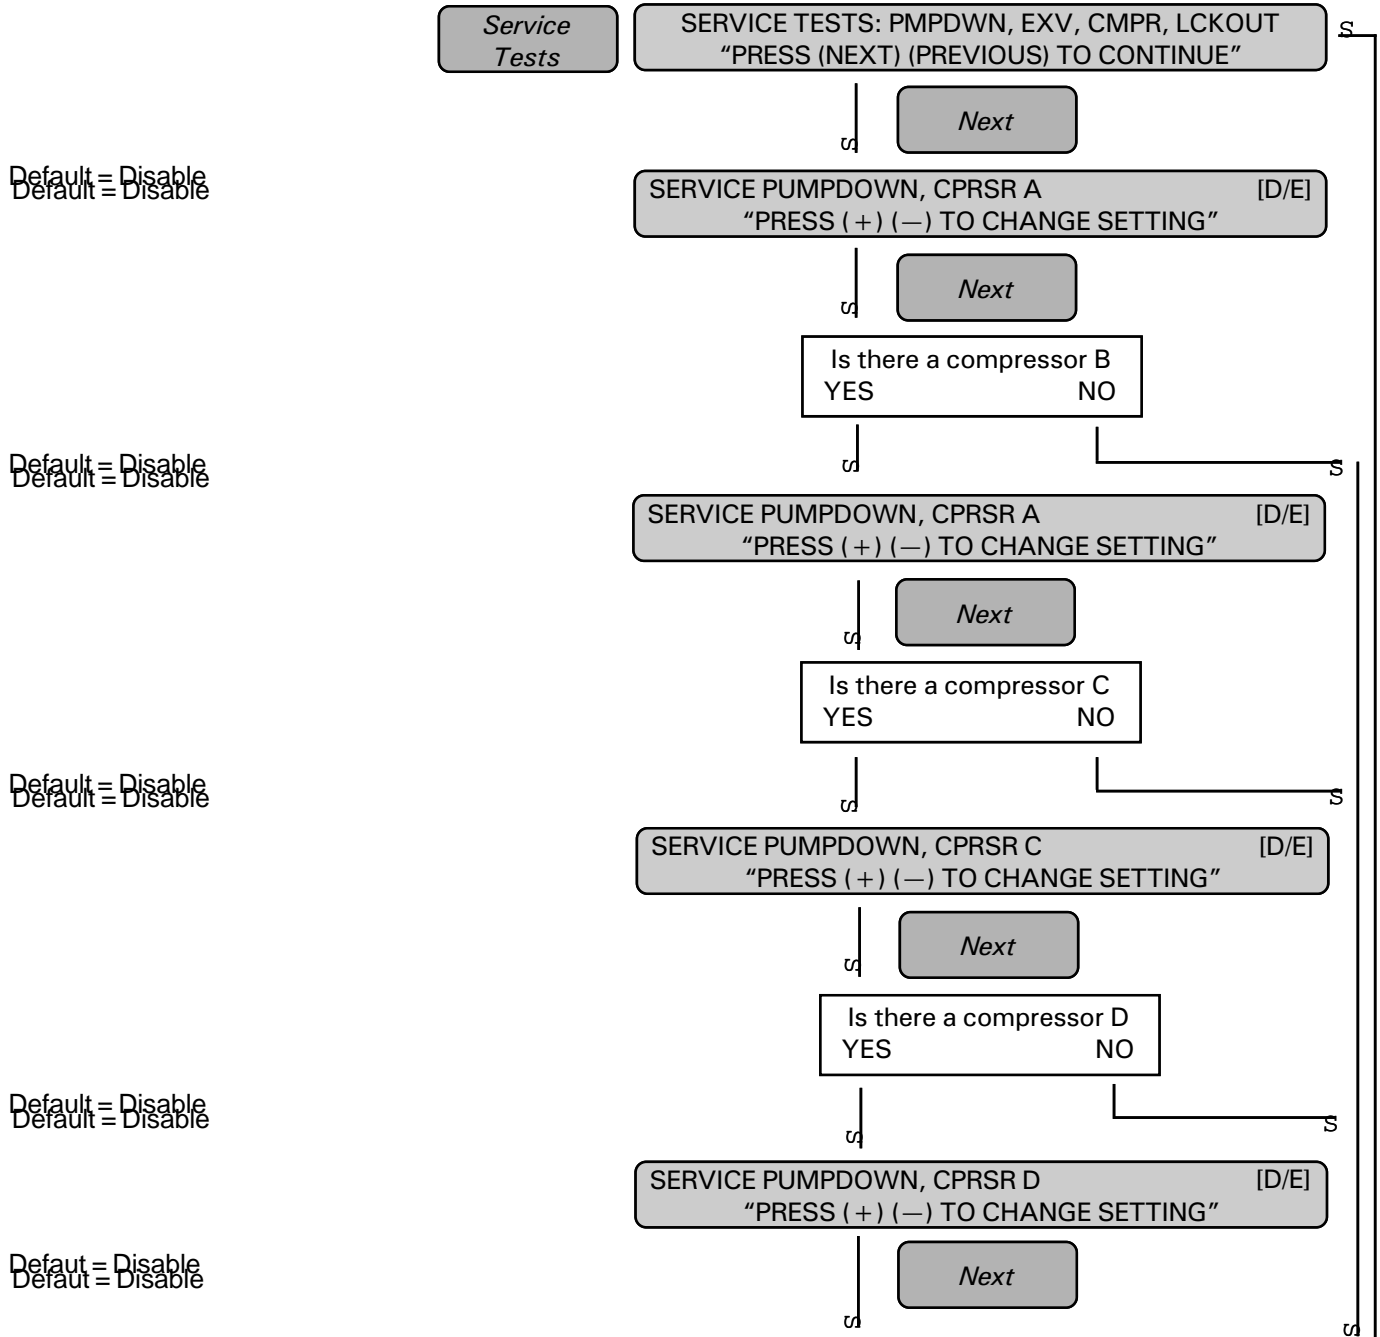 Service
Tests
SERVICE TESTS: PMPDWN, EXV, CMPR, LCKOUT
“PRESS (NEXT) (PREVIOUS) TO CONTINUE”
S
S
Next
Default = Disable
Default = Disable
SERVICE PUMPDOWN, CPRSR A [D/E]
“PRESS (+) (—) TO CHANGE SETTING”
S
Next
Is there a compressor B
YES NO
Default = Disable
Default = Disable
S
S
SERVICE PUMPDOWN, CPRSR A [D/E]
“PRESS (+) (—) TO CHANGE SETTING”
S
Next
Is there a compressor C
YES NO
Default = Disable
Default = Disable
S
S
SERVICE PUMPDOWN, CPRSR C [D/E]
“PRESS (+) (—) TO CHANGE SETTING”
S
Next
Is there a compressor D
YES NO
Default = Disable
Default = Disable
S
S
SERVICE PUMPDOWN, CPRSR D [D/E]
“PRESS (+) (—) TO CHANGE SETTING”
Defaut = Disable
Defaut = Disable
Next
S
S